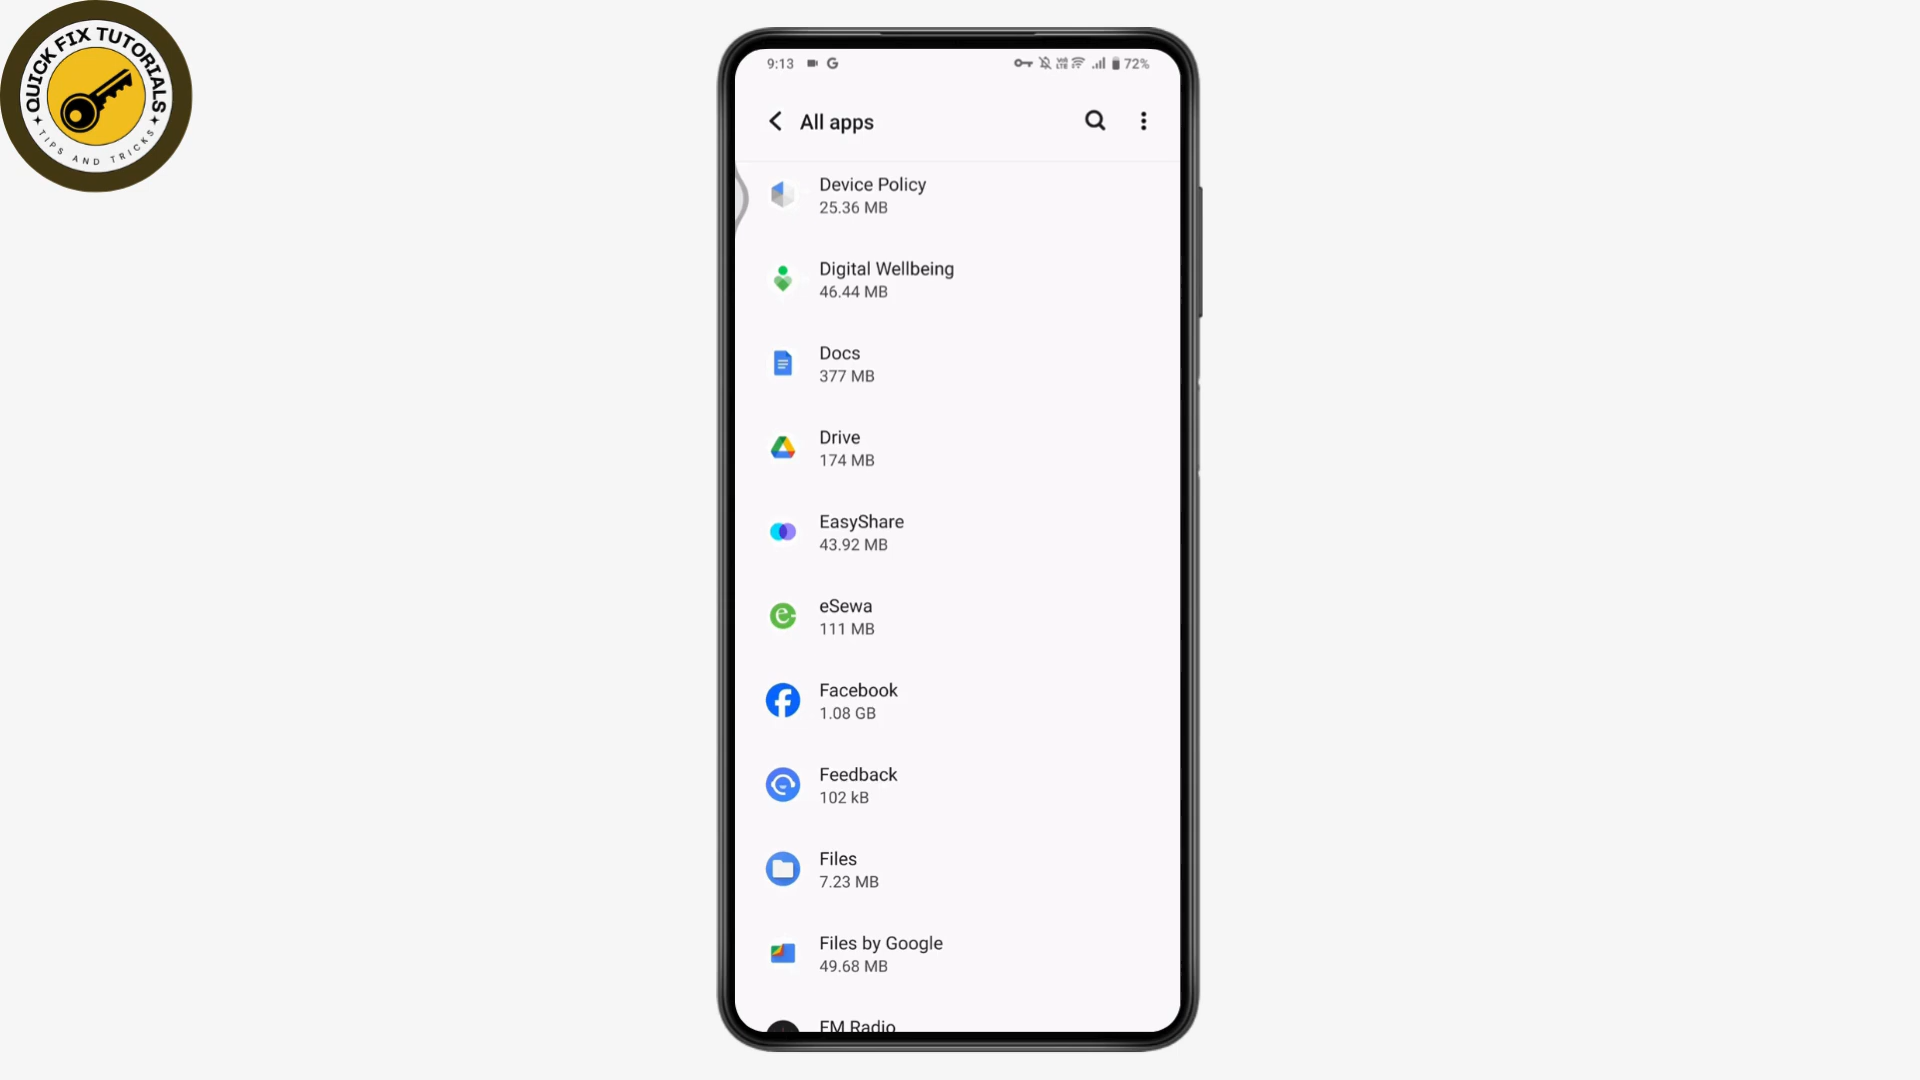 QUICK FIX TUTORIALS
TIPS AND TRICKS
9:13
72%
All apps
Device Policy
25.36 MB
Digital Wellbeing
46.44 MB
Docs
377 MB
Drive
174 MB
EasyShare
43.92 MB
eSewa
111 MB
Facebook
1.08 GB
Feedback
102 kB
Files
7.23 MB
Files by Google
49.68 MB
FM Radio